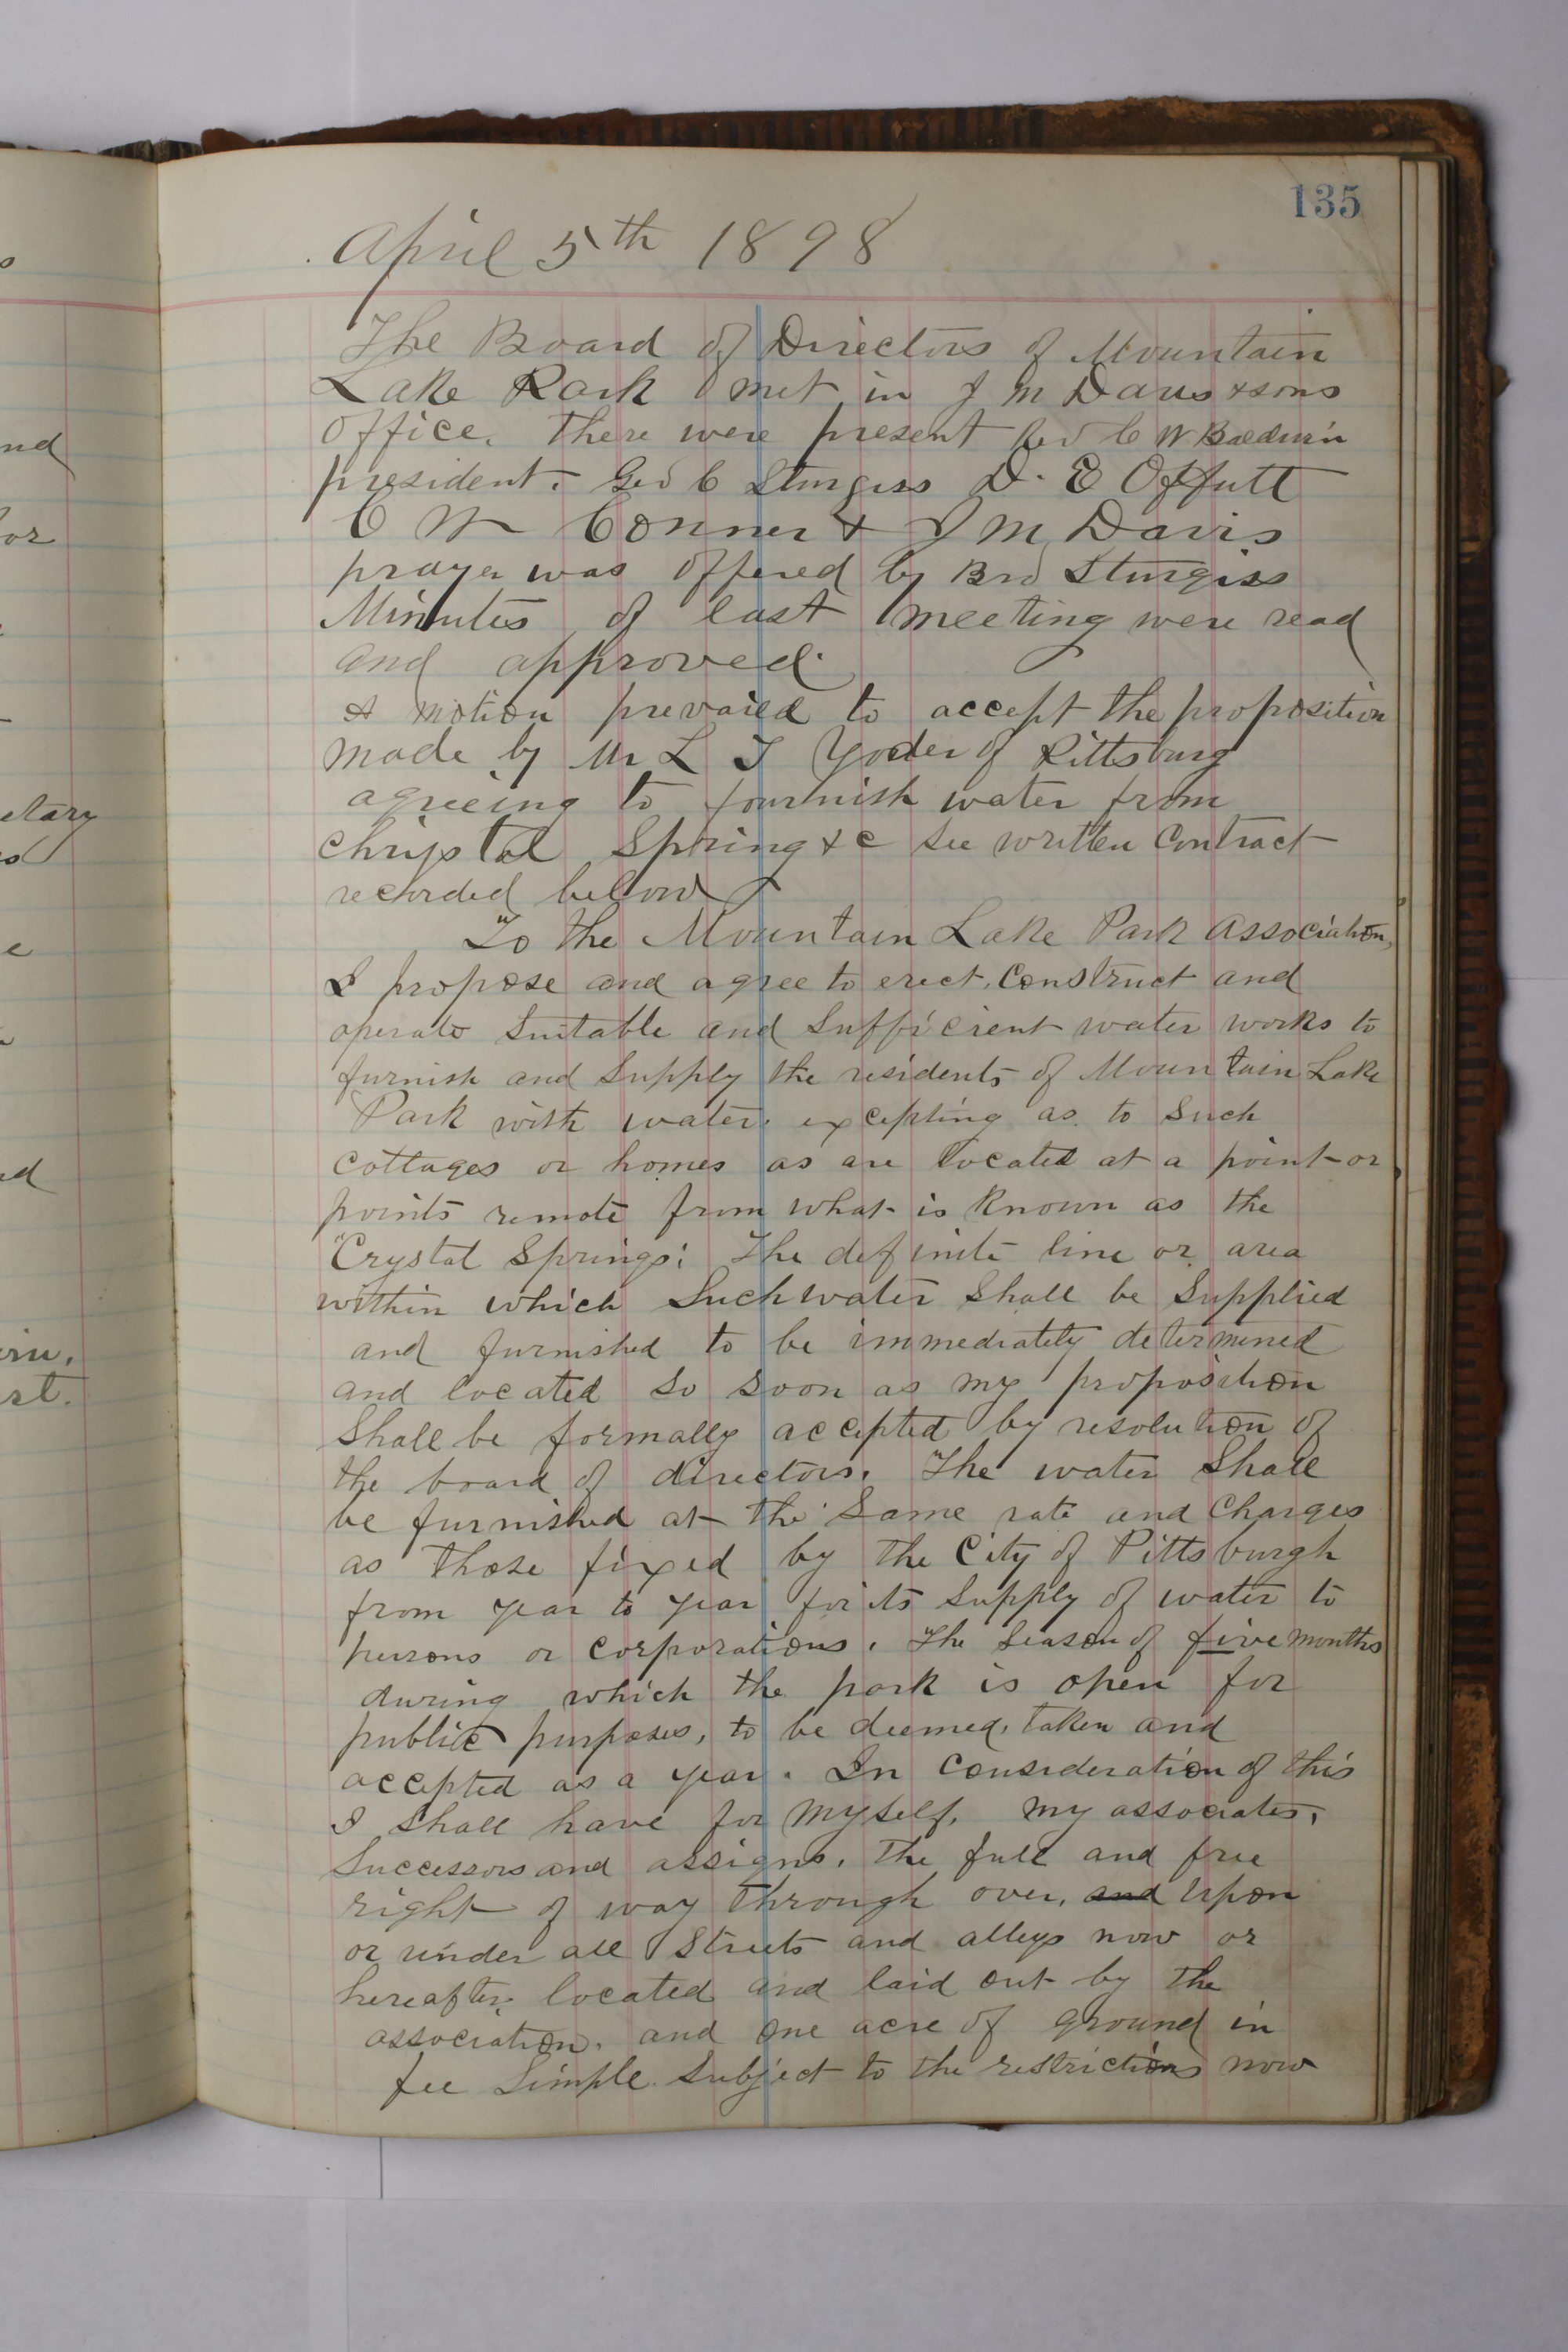 135
April 5th 1898
The Board of Directors of Mountain
Lake Park met in J M Davis & sons
office. There were present Rev C W Baldwin
president. Geo C Sturgiss D. E Offutt
C W Conner & J M Davis
prayer was offered by Bro Sturgiss
Minutes of last meeting were read
and approved.
A motion prevailed to accept the proposition
made by Mr L T Yoder of Pittsburg
agreeing to fournish water from
Chrystal Spring & c See written Contract
recorded below
To the Mountain Lake Park Association,
I propose and agree to erect, Construct and
operate Suitable and Sufficient water works to
furnish and Supply the residents of Mountain Lake
Park with water. excepting as to Such
cottages or homes as are located at a point or
points remote from what is Known as the
Crystal Springs: The definite line or area
within which Such water Shall be Supplied
and furnished to be immediately determined
and located so soon as my proposition
Shall be formally accepted by resolution of
the board of directors. The water Shall
be furnished at the Same rate and Charges
as those fixed by the City of Pittsburgh
from year to year for its Supply of water to
persons or Corporations. The Season of five months
during which the park is open for
public purposes, to be deemed, taken and
accepted as a year. In Consideration of this
I Shall have for myself, my associates,
Successors and assigns, the full and free
right of way through over, and Upon
or under all Streets and alleys now or
hereafter located and laid out by the
association. and one acre of ground in
fee Simple Subject to the restrictions now
nd
or
etary
e
nd
rst.